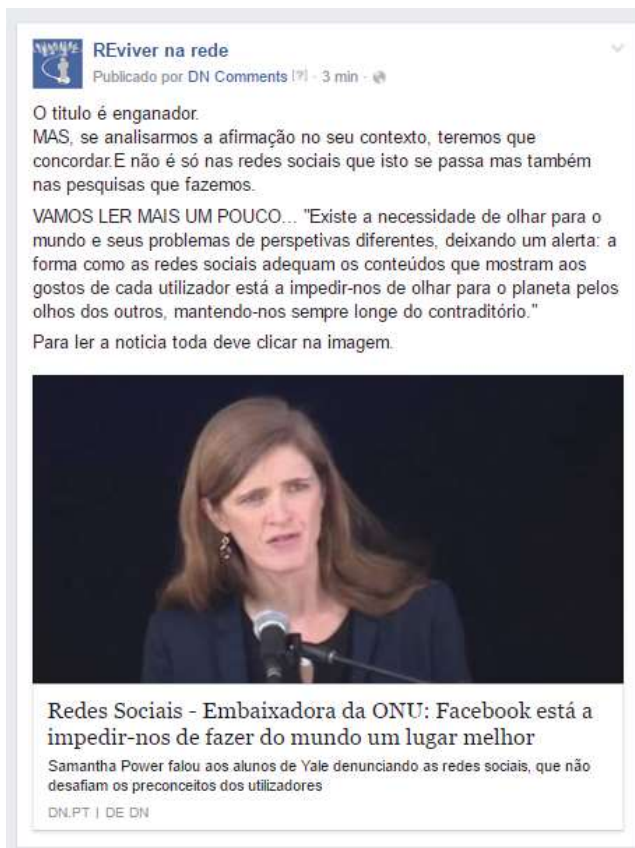 REviver na rede
Publicado por DN Comments [?] · 3 min ·
O titulo é enganador.
MAS, se analisarmos a afirmação no seu contexto, teremos que
concordar.E não é só nas redes sociais que isto se passa mas também
nas pesquisas que fazemos.
VAMOS LER MAIS UM POUCO... "Existe a necessidade de olhar para o
mundo e seus problemas de perspetivas diferentes, deixando um alerta: a
forma como as redes sociais adequam os conteúdos que mostram aos
gostos de cada utilizador está a impedir-nos de olhar para o planeta pelos
olhos dos outros, mantendo-nos sempre longe do contraditório."
Para ler a noticia toda deve clicar na imagem.
Redes Sociais - Embaixadora da ONU: Facebook está a
impedir-nos de fazer do mundo um lugar melhor
Samantha Power falou aos alunos de Yale denunciando as redes sociais, que não
desafiam os preconceitos dos utilizadores
DN.PT | DE DN